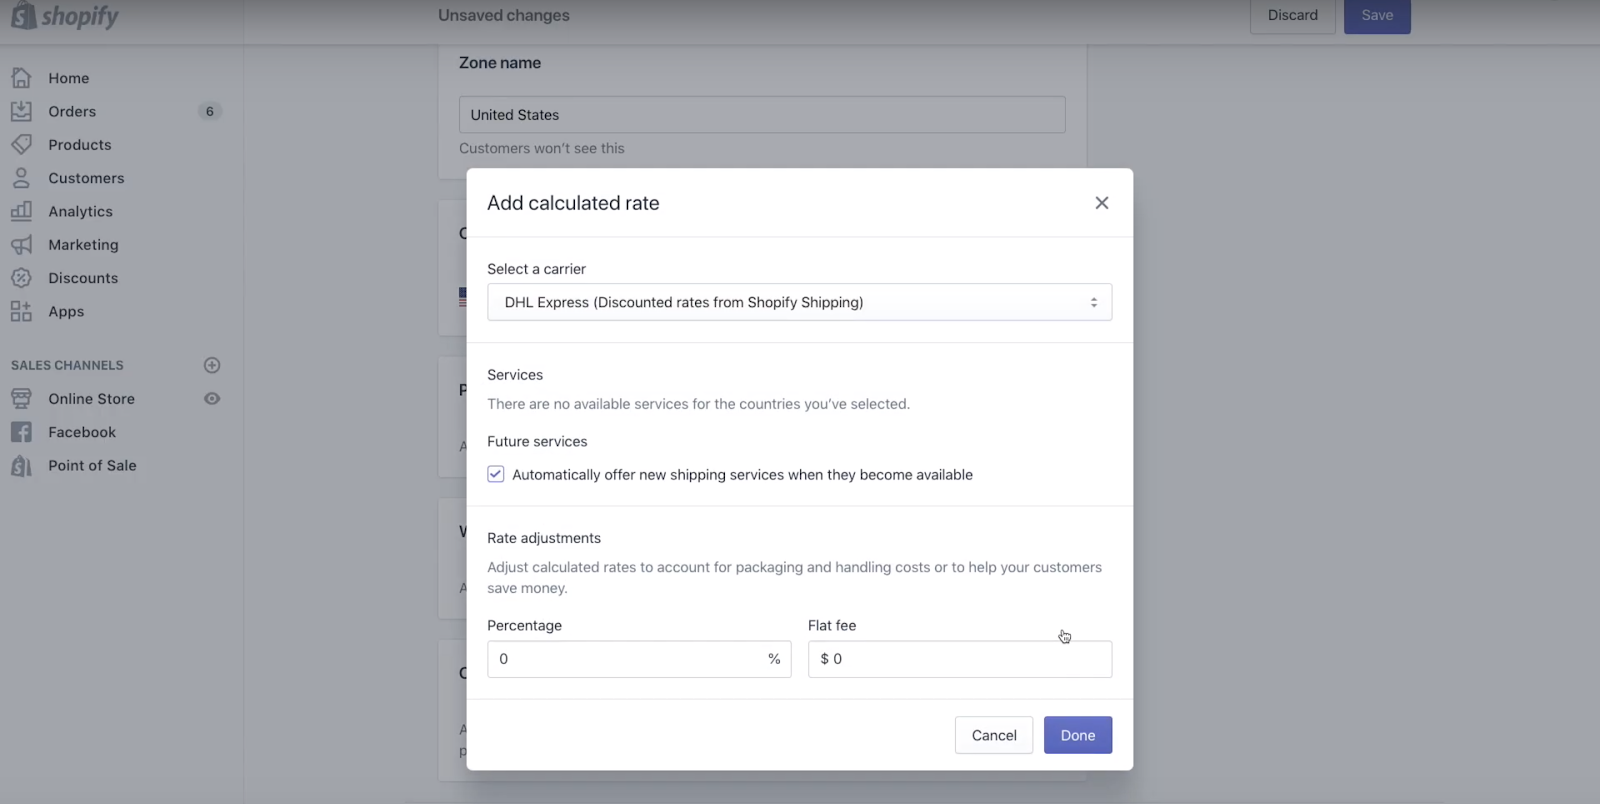 shopify
Unsaved changes
Discard
Save
Home
Orders
6
Products
Customers
Analytics
Marketing
Discounts
Apps
SALES CHANNELS
Online Store
Facebook
Point of Sale
Zone name
United States
Customers won't see this
Add calculated rate
Select a carrier
DHL Express (Discounted rates from Shopify Shipping)
Services
There are no available services for the countries you've selected.
Future services
Automatically offer new shipping services when they become available
Rate adjustments
Adjust calculated rates to account for packaging and handling costs or to help your customers
save money.
Percentage
Flat fee
0 %
$ 0
Cancel
Done